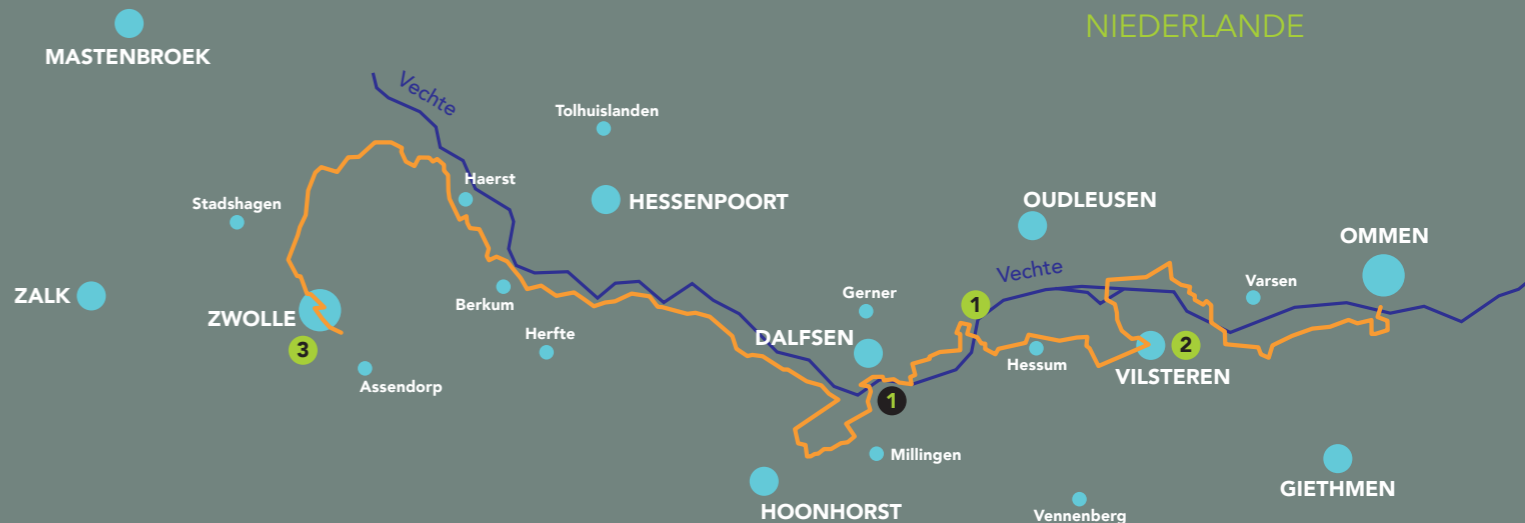 NIEDERLANDE
MASTENBROEK
Vechte
Tolhuislanden
Haerst
HESSENPOORT
Stadshagen
OUDLEUSEN
OMMEN
Vechte
ZALK
Berkum
Gerner
1
Varsen
ZWOLLE
Herfte
DALFSEN
3
2
Hessum
VILSTEREN
Assendorp
1
Millingen
HOONHORST
GIETHMEN
Vennenberg